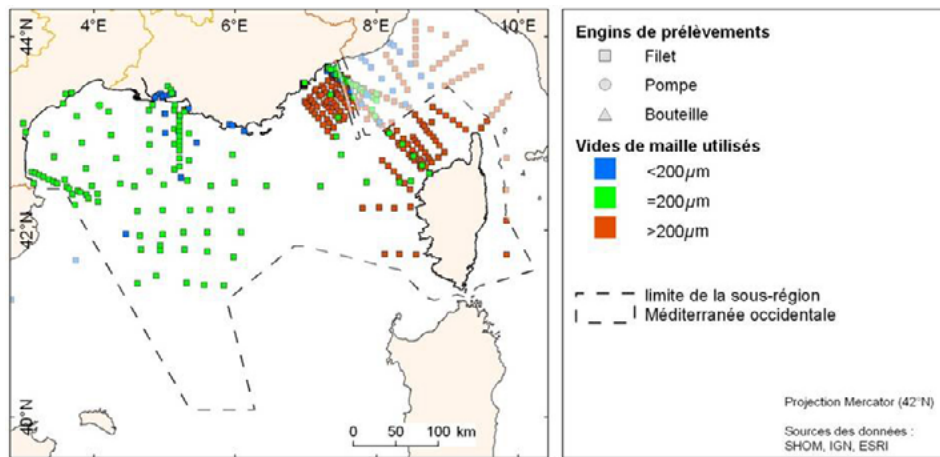 4°E
6°E
8°E
10°E
44°N
42°N
40°N
0 50 100 km
Engins de prélèvements
Filet
Pompe
Bouteille
Vides de maille utilisés
<200µm
=200µm
>200µm
limite de la sous-région
Méditerranée occidentale
Projection Mercator (42°N)
Sources des données :
SHOM, IGN, ESRI